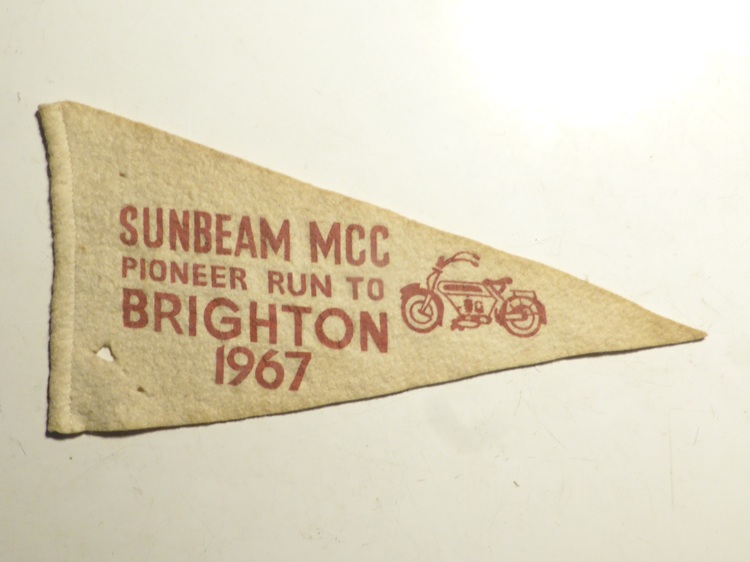 SUNBEAM MCC
PIONEER RUN TO
BRIGHTON
1967